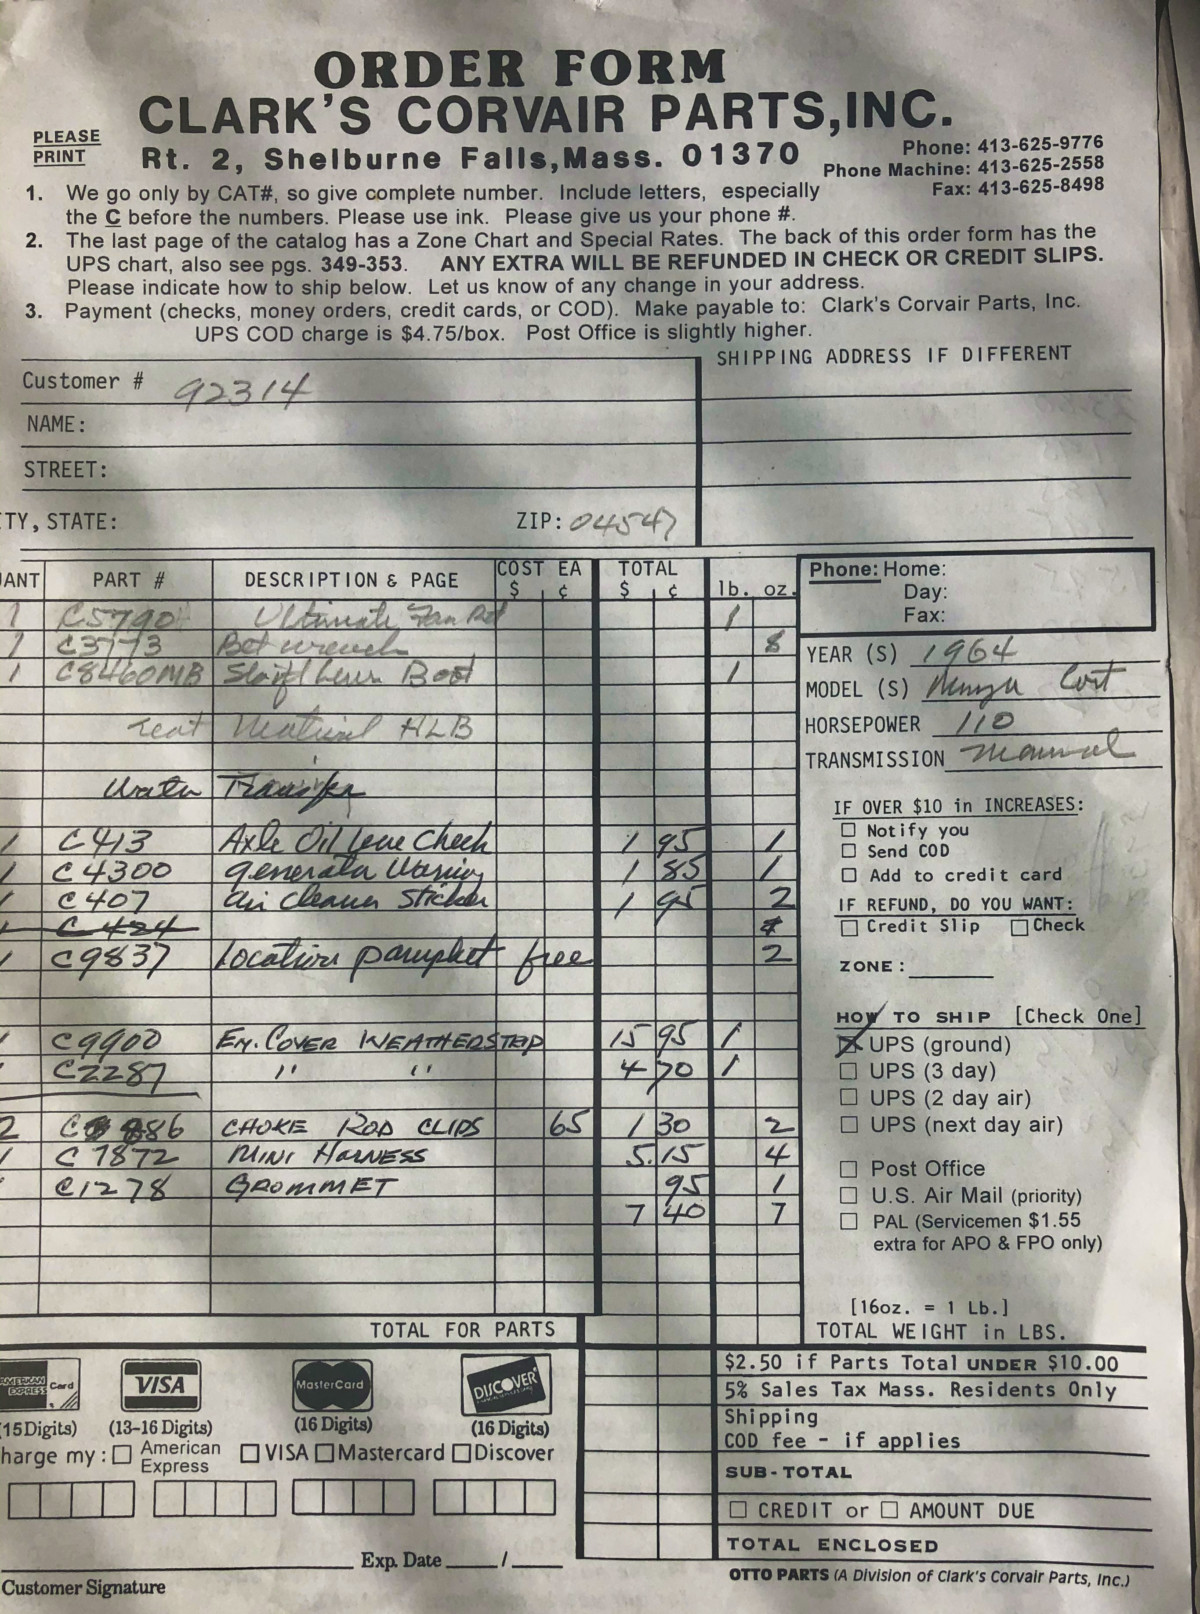 ORDER FORM
CLARK'S CORVAIR PARTS,INC.
PLEASE PRINT
Rt. 2, Shelburne Falls,Mass. 01370
Phone: 413-625-9776
Phone Machine: 413-625-2558
Fax: 413-625-8498
1. We go only by CAT#, so give complete number. Include letters, especially
the C before the numbers. Please use ink. Please give us your phone #.
2. The last page of the catalog has a Zone Chart and Special Rates. The back of this order form has the
UPS chart, also see pgs. 349-353. ANY EXTRA WILL BE REFUNDED IN CHECK OR CREDIT SLIPS.
Please indicate how to ship below. Let us know of any change in your address.
3. Payment (checks, money orders, credit cards, or COD). Make payable to: Clark's Corvair Parts, Inc.
UPS COD charge is $4.75/box. Post Office is slightly higher.
SHIPPING ADDRESS IF DIFFERENT
Customer # 92314
NAME:
STREET:
TY, STATE: ZIP: 04547
ANT PART # DESCRIPTION & PAGE COST EA $ ¢ TOTAL $ ¢ lb. oz.
1 C5790 Ultimate Fan 1
1 C3773 Belt wrench 8
1 C8460MB Boot 1
Material HLB
Water Transfer
1 C413 Axle Oil Leve Check 1 95 1
1 C4300 Generator Warning 1 85 1
1 C407 air cleaner sticker 1 95 2
1 C424
1 C9837 Location pamphlet free 2
1 C9900 EN. COVER WEATHERSTRIP 15 95 1
1 C2287 " " 4 70 1
2 C 886 CHOKE ROD CLIPS 65 1 30 2
1 C7872 MINI HARNESS 5.15 4
1 C1278 GROMMET 95 1
7 40 7
TOTAL FOR PARTS
Phone: Home:
Day:
Fax:
YEAR (S) 1964
MODEL (S) Monza
HORSEPOWER 110
TRANSMISSION Manual
IF OVER $10 in INCREASES:
Notify you
Send COD
Add to credit card
IF REFUND, DO YOU WANT:
Credit Slip Check
ZONE:
HOW TO SHIP [Check One]
UPS (ground)
UPS (3 day)
UPS (2 day air)
UPS (next day air)
Post Office
U.S. Air Mail (priority)
PAL (Servicemen $1.55
extra for APO & FPO only)
[16oz. = 1 Lb.]
TOTAL WEIGHT in LBS.
$2.50 if Parts Total UNDER $10.00
5% Sales Tax Mass. Residents Only
Shipping
COD fee - if applies
SUB-TOTAL
CREDIT or AMOUNT DUE
TOTAL ENCLOSED
OTTO PARTS (A Division of Clark's Corvair Parts, Inc.)
AMERICAN EXPRESS Card VISA MasterCard DISCOVER
(15 Digits) (13-16 Digits) (16 Digits) (16 Digits)
harge my: American Express VISA Mastercard Discover
Exp. Date /
Customer Signature